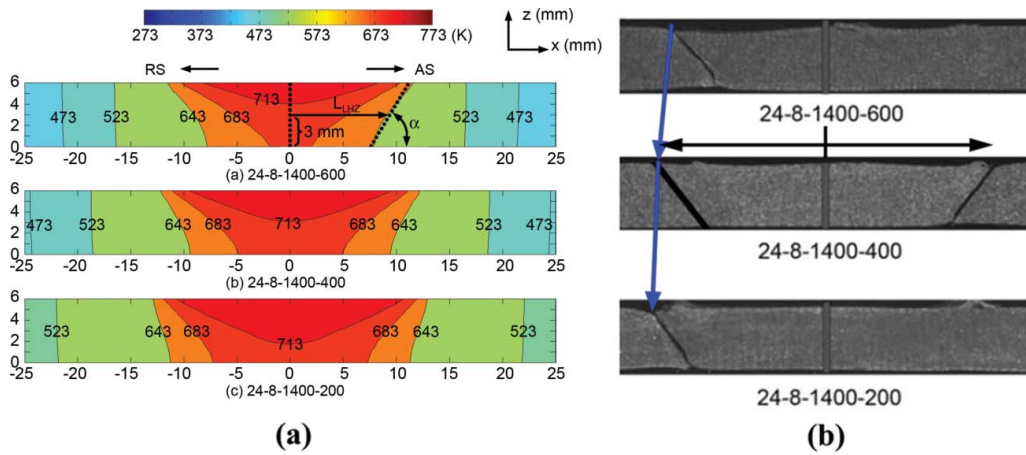 273 373 473 573 673 773 (K)
z (mm)
x (mm)
RS
AS
6
4
2
0
473 523 643 683 713 L_LHZ 3 mm α 523 473
-25 -20 -15 -10 -5 0 5 10 15 20 25
(a) 24-8-1400-600
6
4
2
0
473 523 643 683 713 683 643 523 473
-25 -20 -15 -10 -5 0 5 10 15 20 25
(b) 24-8-1400-400
6
4
2
0
523 643 683 713 683 643 523
-25 -20 -15 -10 -5 0 5 10 15 20 25
(c) 24-8-1400-200
(a)
24-8-1400-600
24-8-1400-400
24-8-1400-200
(b)